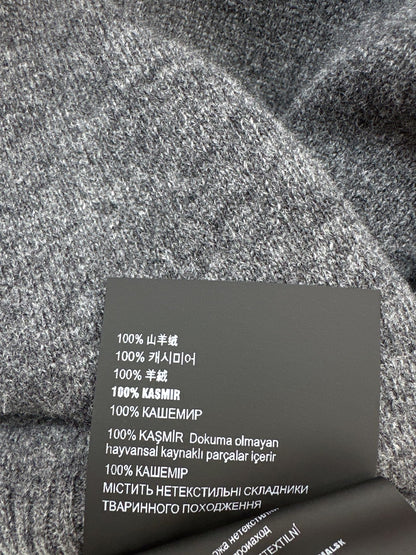 100% 山羊绒
100% 캐시미어
100% 羊絨
100% KASMIR
100% КАШЕМИР
100% KAŞMİR Dokuma olmayan
hayvansal kaynaklı parçalar içerir
100% КАШЕМІР
МІСТИТЬ НЕТЕКСТИЛЬНІ СКЛАДНИКИ
ТВАРИННОГО ПОХОДЖЕННЯ